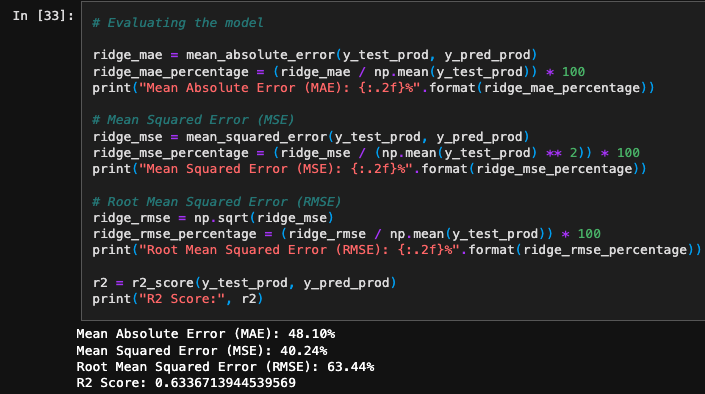 In [33]:
# Evaluating the model
ridge_mae = mean_absolute_error(y_test_prod, y_pred_prod)
ridge_mae_percentage = (ridge_mae / np.mean(y_test_prod)) * 100
print("Mean Absolute Error (MAE): {:.2f}%".format(ridge_mae_percentage))
# Mean Squared Error (MSE)
ridge_mse = mean_squared_error(y_test_prod, y_pred_prod)
ridge_mse_percentage = (ridge_mse / (np.mean(y_test_prod) ** 2)) * 100
print("Mean Squared Error (MSE): {:.2f}%".format(ridge_mse_percentage))
# Root Mean Squared Error (RMSE)
ridge_rmse = np.sqrt(ridge_mse)
ridge_rmse_percentage = (ridge_rmse / np.mean(y_test_prod)) * 100
print("Root Mean Squared Error (RMSE): {:.2f}%".format(ridge_rmse_percentage))
r2 = r2_score(y_test_prod, y_pred_prod)
print("R2 Score:", r2)
Mean Absolute Error (MAE): 48.10%
Mean Squared Error (MSE): 40.24%
Root Mean Squared Error (RMSE): 63.44%
R2 Score: 0.6336713944539569